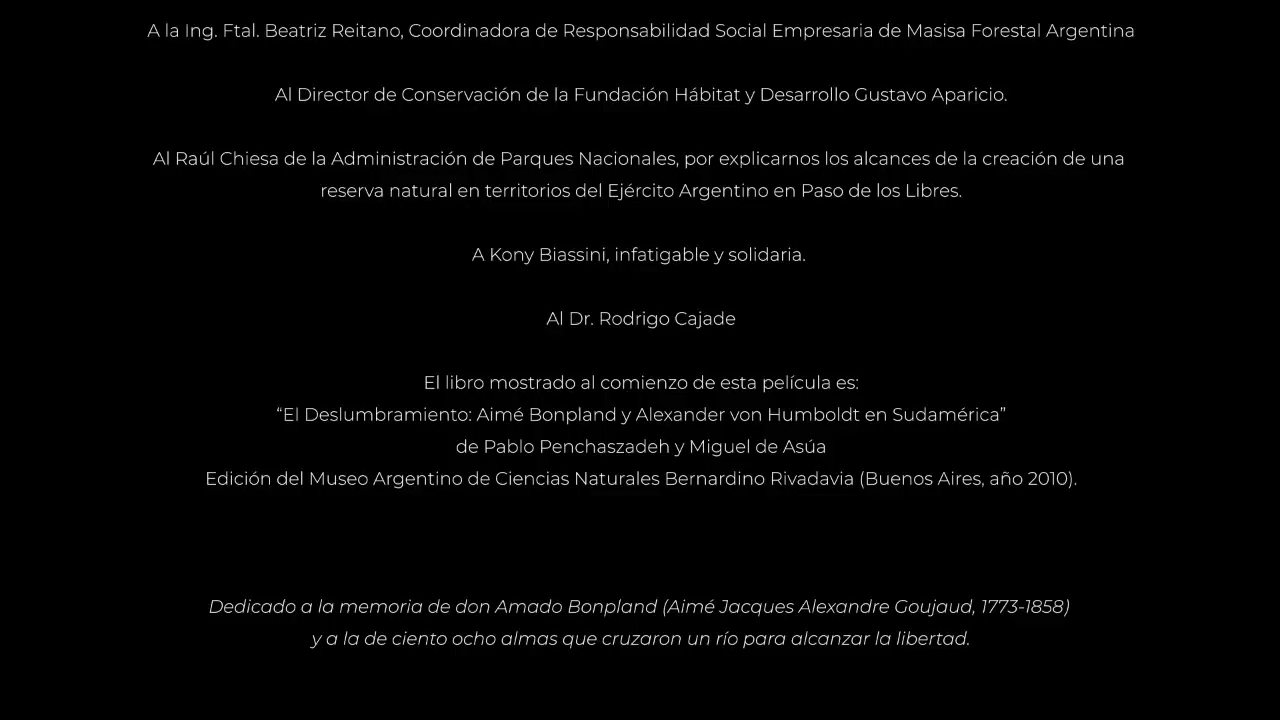 A la Ing. Ftal. Beatriz Reitano, Coordinadora de Responsabilidad Social Empresaria de Masisa Forestal Argentina
Al Director de Conservación de la Fundación Hábitat y Desarrollo Gustavo Aparicio.
Al Raúl Chiesa de la Administración de Parques Nacionales, por explicarnos los alcances de la creación de una
reserva natural en territorios del Ejército Argentino en Paso de los Libres.
A Kony Biassini, infatigable y solidaria.
Al Dr. Rodrigo Cajade
El libro mostrado al comienzo de esta película es:
“El Deslumbramiento: Aimé Bonpland y Alexander von Humboldt en Sudamérica”
de Pablo Penchaszadeh y Miguel de Asúa
Edición del Museo Argentino de Ciencias Naturales Bernardino Rivadavia (Buenos Aires, año 2010).
Dedicado a la memoria de don Amado Bonpland (Aimé Jacques Alexandre Goujaud, 1773-1858)
y a la de ciento ocho almas que cruzaron un río para alcanzar la libertad.